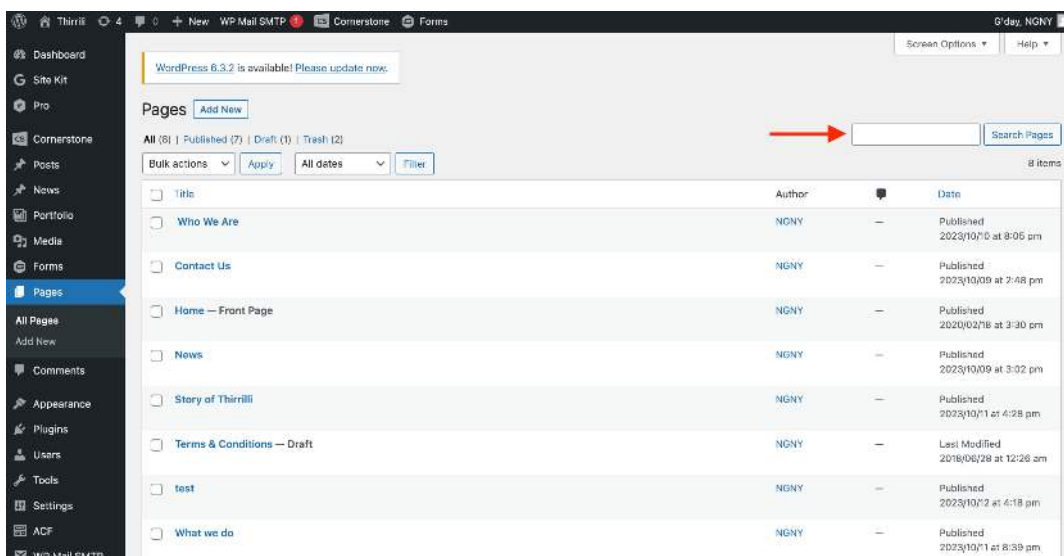 Thirrili 4 0 + New WP Mail SMTP Cornerstone Forms G'day, NGNY
Screen Options Help
Dashboard
Site Kit
Pro
Cornerstone
Posts
News
Portfolio
Media
Forms
Pages
All Pages
Add New
Comments
Appearance
Plugins
Users
Tools
Settings
ACF
WP Mail SMTP
WordPress 6.3.2 is available! Please update now.
Pages Add New
All (8) | Published (7) | Draft (1) | Trash (2)
Search Pages
Bulk actions Apply All dates Filter
8 items
Title Author Date
Who We Are NGNY — Published
2023/10/10 at 8:05 pm
Contact Us NGNY — Published
2023/10/09 at 2:48 pm
Home — Front Page NGNY — Published
2020/02/18 at 3:30 pm
News NGNY — Published
2023/10/09 at 3:02 pm
Story of Thirrilli NGNY — Published
2023/10/11 at 4:28 pm
Terms & Conditions — Draft NGNY — Last Modified
2018/06/28 at 12:26 am
test NGNY — Published
2023/10/12 at 4:18 pm
What we do NGNY — Published
2023/10/11 at 8:39 pm